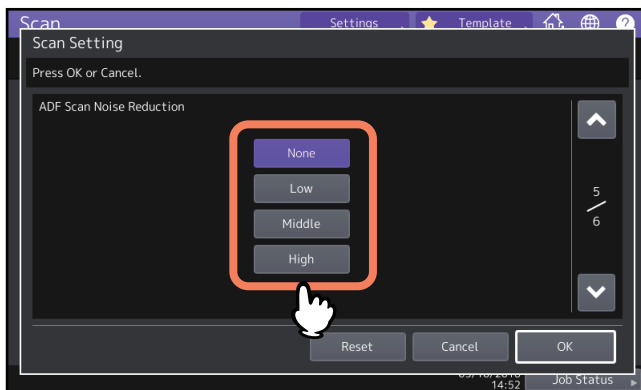 Scan Settings Template ?
Scan Setting
Press OK or Cancel.
ADF Scan Noise Reduction
None
Low
Middle
High
5
6
Reset Cancel OK
14:52 Job Status